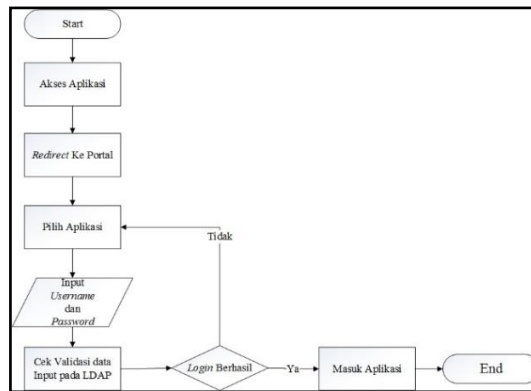 Start
Akses Aplikasi
Redirect Ke Portal
Pilih Aplikasi
Tidak
Input
Username
dan
Password
Cek Validasi data
Input pada LDAP
Login Berhasil
Ya
Masuk Aplikasi
End